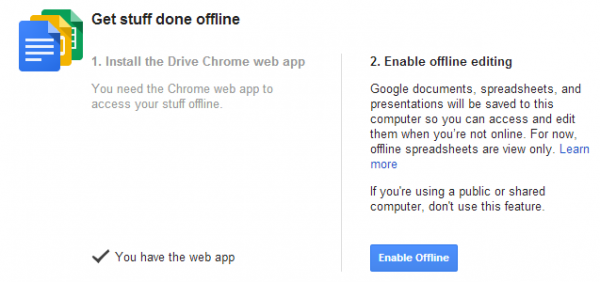 Get stuff done offline
1. Install the Drive Chrome web app
You need the Chrome web app to
access your stuff offline.
You have the web app
2. Enable offline editing
Google documents, spreadsheets, and
presentations will be saved to this
computer so you can access and edit
them when you're not online. For now,
offline spreadsheets are view only. Learn
more
If you're using a public or shared
computer, don't use this feature.
Enable Offline